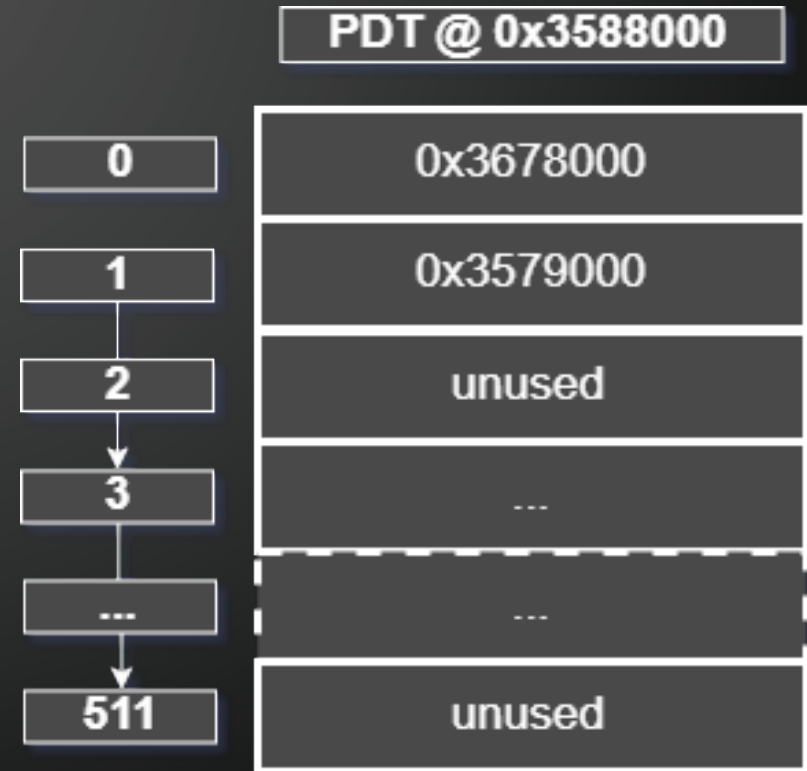 PDT @ 0x3588000
0 0x3678000
1 0x3579000
2 unused
3 ...
... ...
511 unused